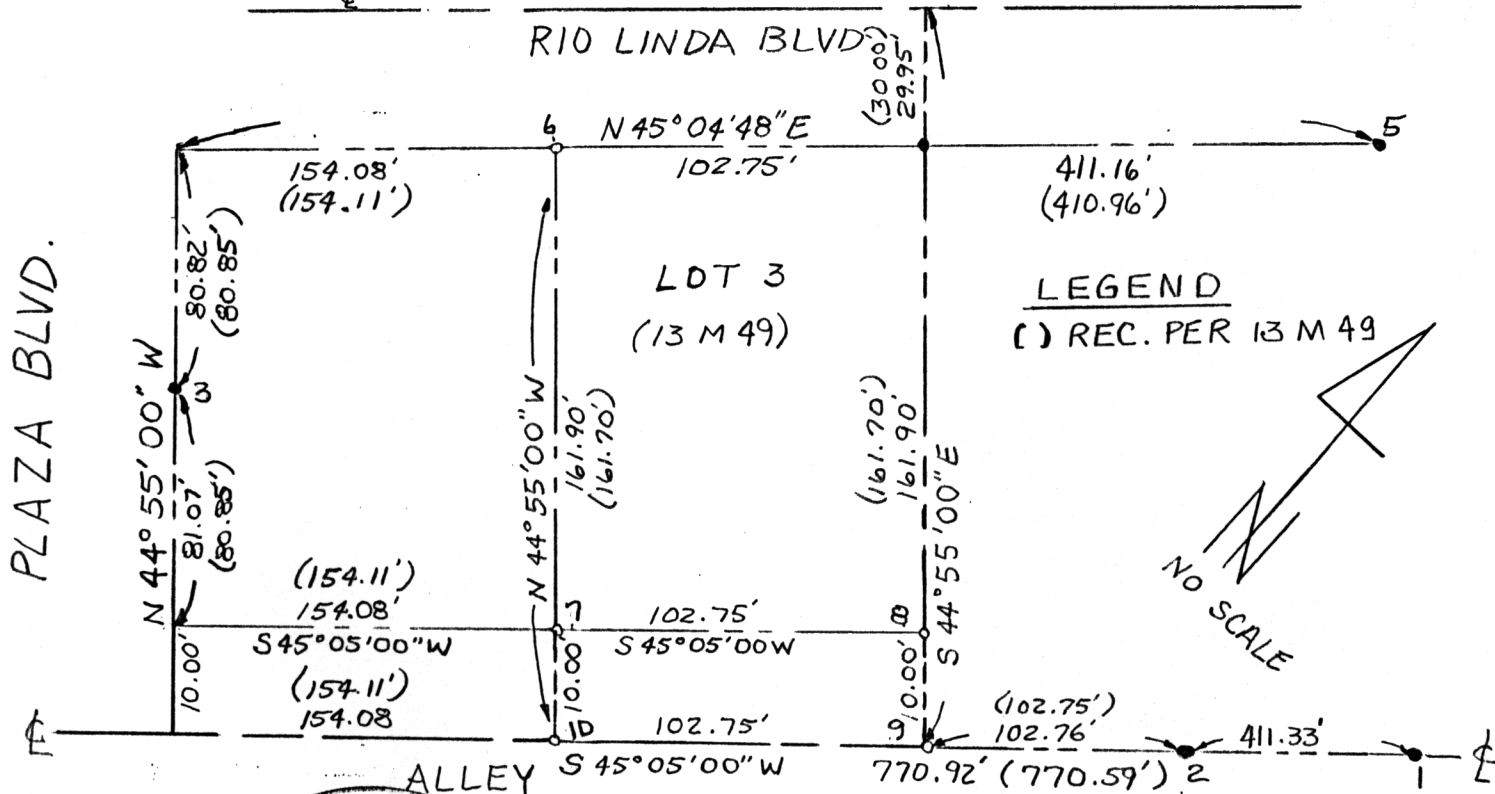 ℄
RIO LINDA BLVD.
(30.00)
29.95'
6
N 45° 04' 48" E
5
154.08'
(154.11')
102.75'
411.16'
(410.96')
PLAZA BLVD.
80.82'
(80.85')
LOT 3
(13 M 49)
LEGEND
( ) REC. PER 13 M 49
N 44° 55' 00" W
3
81.07'
(80.85')
N 44° 55' 00" W
161.90'
(161.70')
(161.70')
161.90'
S 44° 55' 00" E
NO SCALE
(154.11')
154.08'
S 45° 05' 00" W
7
102.75'
S 45° 05' 00 W
8
10.00'
10.00'
10.00'
(154.11')
154.08
10
102.75'
9
(102.75')
102.76'
411.33'
℄
℄
ALLEY
S 45° 05' 00" W
770.92' (770.59')
2
1